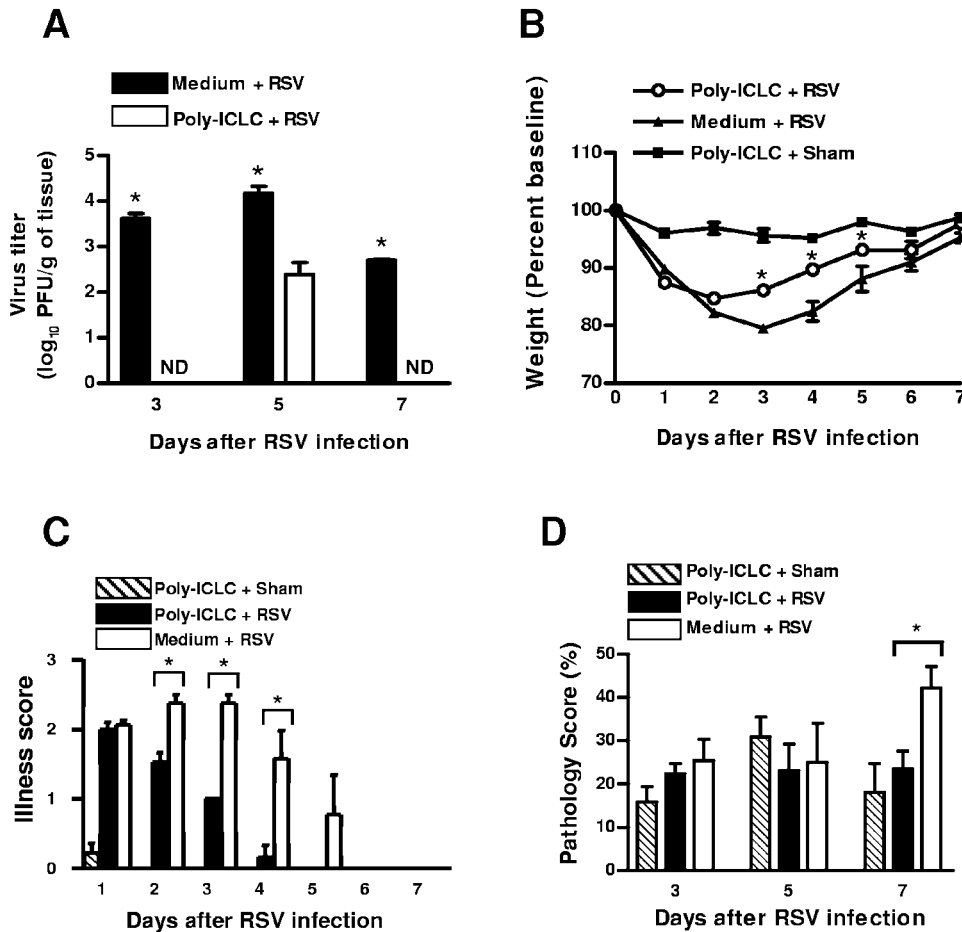 A
Medium + RSV
Poly-ICLC + RSV
Virus titer
(log10 PFU/g of tissue)
5
4
3
2
1
0
*
*
*
ND
ND
3
5
7
Days after RSV infection
B
Poly-ICLC + RSV
Medium + RSV
Poly-ICLC + Sham
Weight (Percent baseline)
110
100
90
80
70
*
*
*
0
1
2
3
4
5
6
7
Days after RSV infection
C
Poly-ICLC + Sham
Poly-ICLC + RSV
Medium + RSV
Illness score
3
2
1
0
*
*
*
1
2
3
4
5
6
7
Days after RSV infection
D
Poly-ICLC + Sham
Poly-ICLC + RSV
Medium + RSV
Pathology Score (%)
50
40
30
20
10
0
*
3
5
7
Days after RSV infection